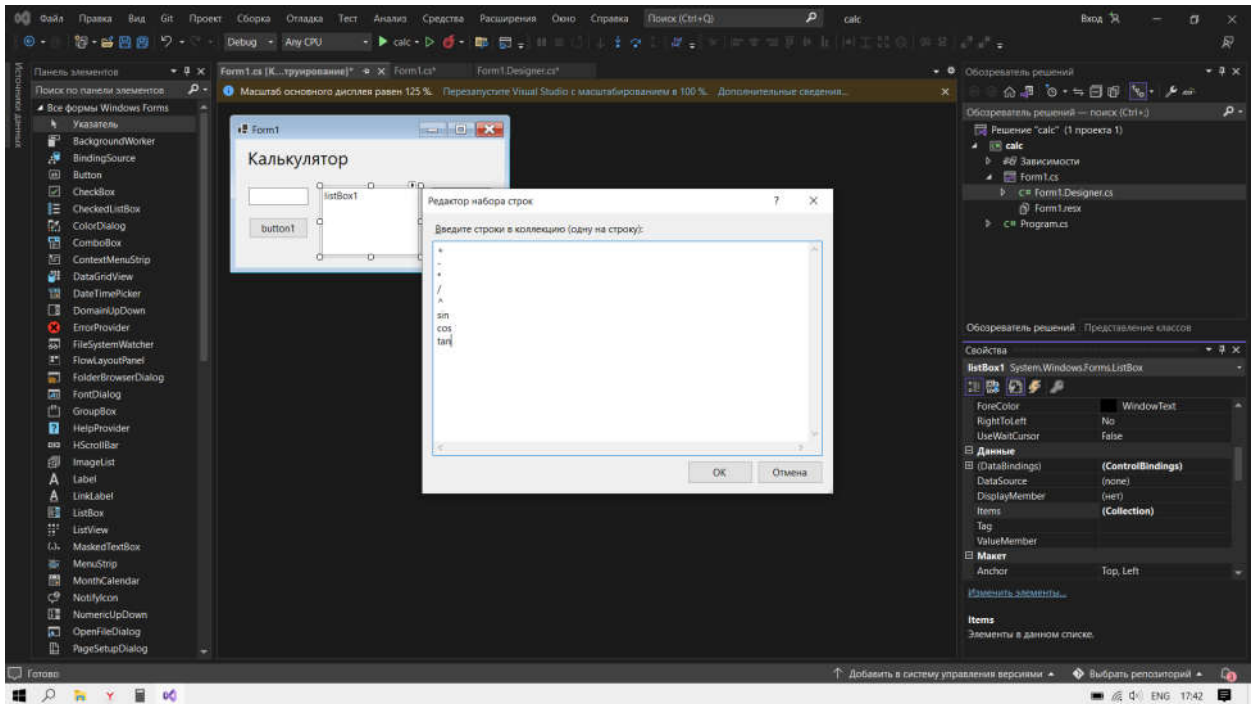 Файл Правка Вид Git Проект Сборка Отладка Тест Анализ Средства Расширения Окно Справка Поиск (Ctrl+Q) calc Вход
Debug Any CPU calc
Источники данных
Панель элементов
Поиск по панели элементов
Все формы Windows Forms
Указатель
BackgroundWorker
BindingSource
Button
CheckBox
CheckedListBox
ColorDialog
ComboBox
ContextMenuStrip
DataGridView
DateTimePicker
DomainUpDown
ErrorProvider
FileSystemWatcher
FlowLayoutPanel
FolderBrowserDialog
FontDialog
GroupBox
HelpProvider
HScrollBar
ImageList
Label
LinkLabel
ListBox
ListView
MaskedTextBox
MenuStrip
MonthCalendar
NotifyIcon
NumericUpDown
OpenFileDialog
PageSetupDialog
Form1.cs [К...труирование]* Form1.cs* Form1.Designer.cs*
Масштаб основного дисплея равен 125 %. Перезапустите Visual Studio с масштабированием в 100 %. Дополнительные сведения...
Form1
Калькулятор
listBox1
button1
Редактор набора строк ?
Введите строки в коллекцию (одну на строку):
+
-
*
/
^
sin
cos
tan
OK Отмена
Обозреватель решений
Обозреватель решений — поиск (Ctrl+;)
Решение "calc" (1 проекта 1)
calc
Зависимости
Form1.cs
C# Form1.Designer.cs
Form1.resx
C# Program.cs
Обозреватель решений Представление классов
Свойства
listBox1 System.Windows.Forms.ListBox
ForeColor WindowText
RightToLeft No
UseWaitCursor False
Данные
(DataBindings) (ControlBindings)
DataSource (none)
DisplayMember (нет)
Items (Collection)
Tag
ValueMember
Макет
Anchor Top, Left
Изменить элементы...
Items
Элементы в данном списке.
Готово Добавить в систему управления версиями Выбрать репозиторий
ENG 17:42